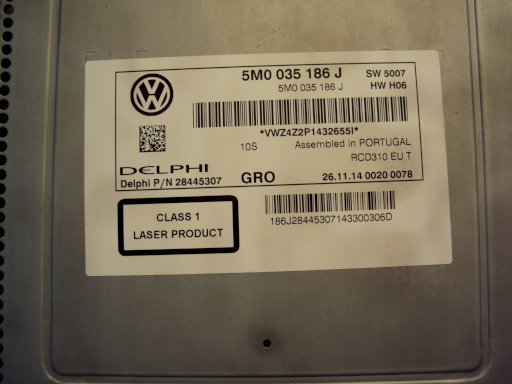 5M0 035 186 J SW 5007
5M0 035 186 J HW H06
*VWZ4Z2P1432655I*
10S Assembled in PORTUGAL
RCD310 EU T
DELPHI
Delphi P/N 28445307 GRO 26.11.14 0020 0078
CLASS 1
LASER PRODUCT
186J28445307143300306D